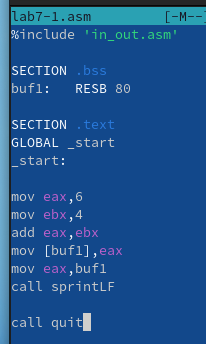 lab7-1.asm [-M--]
%include 'in_out.asm'
SECTION .bss
buf1: RESB 80
SECTION .text
GLOBAL _start
_start:
mov eax,6
mov ebx,4
add eax,ebx
mov [buf1],eax
mov eax,buf1
call sprintLF
call quit